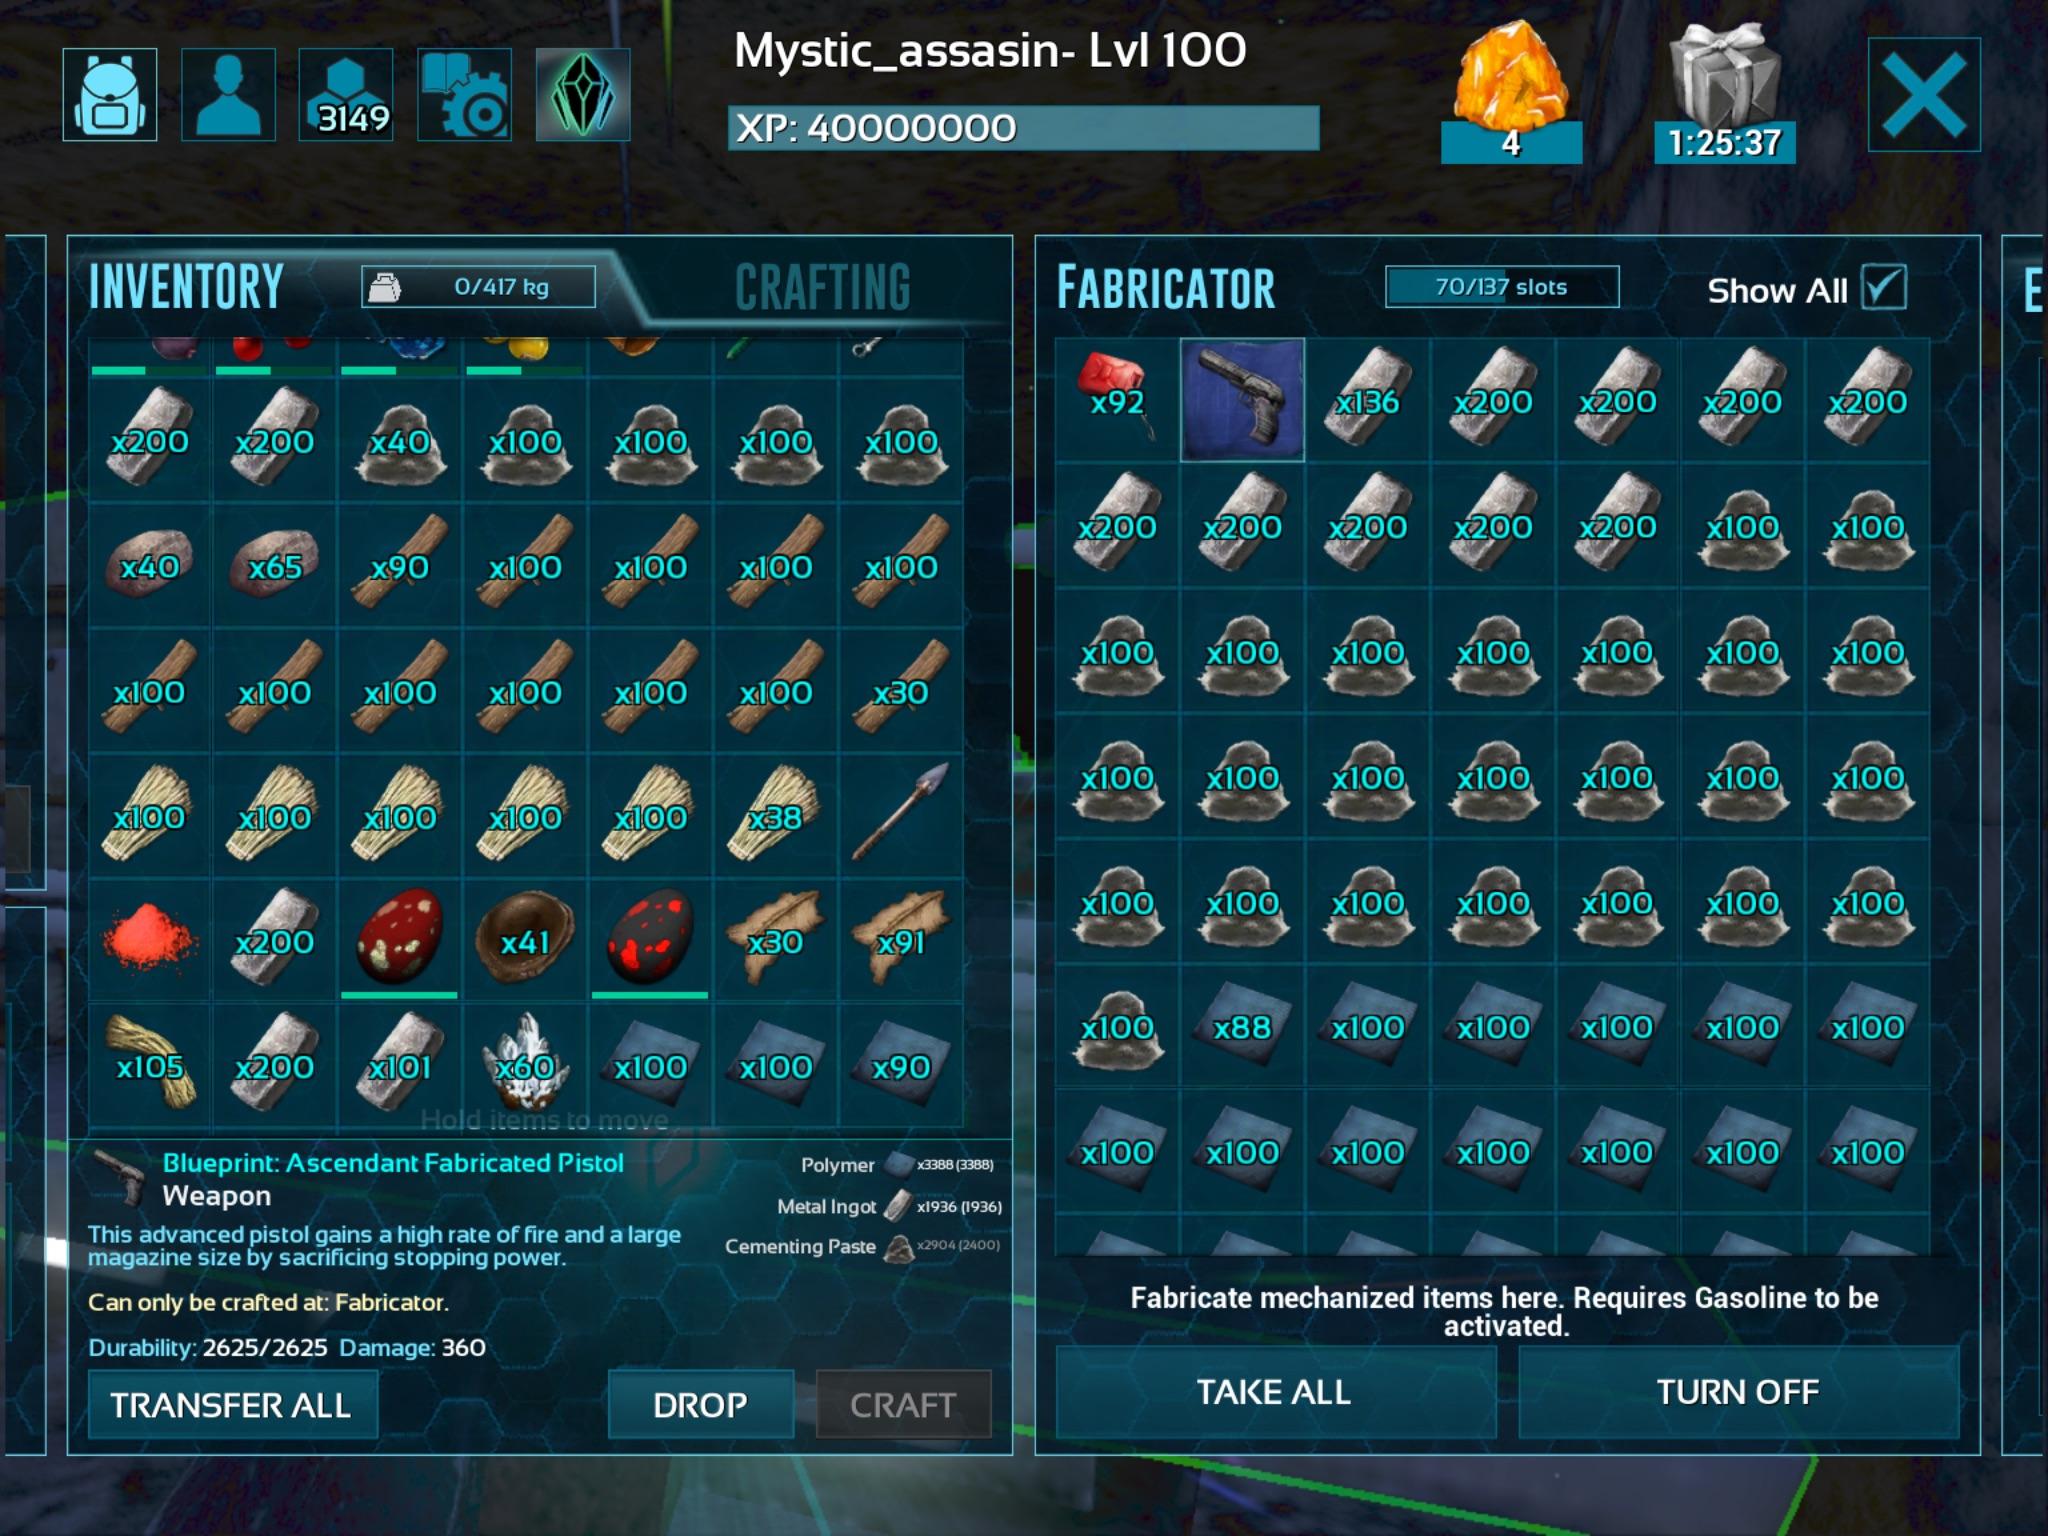 Mystic_assasin- Lvl 100
3149
XP: 40000000
4
1:25:37
INVENTORY
0/417 kg
CRAFTING
x200 x200 x40 x100 x100 x100 x100
x40 x65 x90 x100 x100 x100 x100
x100 x100 x100 x100 x100 x100 x30
x100 x100 x100 x100 x100 x38
x200 x41 x30 x91
x105 x200 x101 x60 x100 x100 x90
Hold items to move
Blueprint: Ascendant Fabricated Pistol
Weapon
This advanced pistol gains a high rate of fire and a large
magazine size by sacrificing stopping power.
Can only be crafted at: Fabricator.
Durability: 2625/2625 Damage: 360
Polymer x3388 (3388)
Metal Ingot x1936 (1936)
Cementing Paste x2904 (2400)
TRANSFER ALL
DROP
CRAFT
FABRICATOR
70/137 slots
Show All
x92 x136 x200 x200 x200 x200
x200 x200 x200 x200 x200 x100 x100
x100 x100 x100 x100 x100 x100 x100
x100 x100 x100 x100 x100 x100 x100
x100 x100 x100 x100 x100 x100 x100
x100 x88 x100 x100 x100 x100 x100
x100 x100 x100 x100 x100 x100 x100
Fabricate mechanized items here. Requires Gasoline to be
activated.
TAKE ALL
TURN OFF